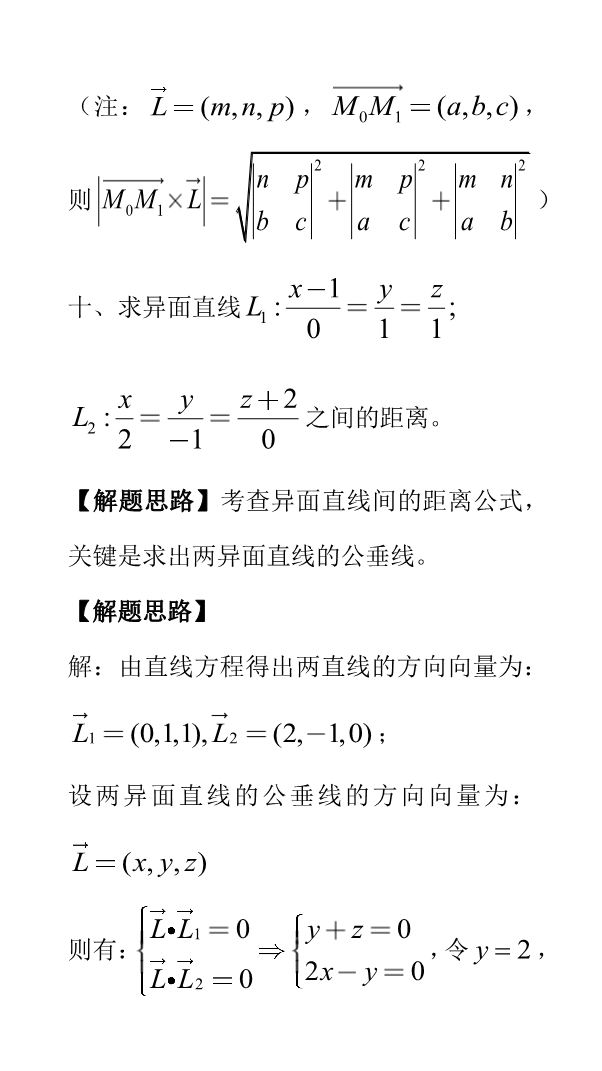 （注： $\vec{L}=(m,n,p)$ ， $\overrightarrow{M_0M_1}=(a,b,c)$ ，
则 $\left|\overrightarrow{M_0M_1}\times\vec{L}\right|=\sqrt{\begin{vmatrix}n&p\\b&c\end{vmatrix}^2+\begin{vmatrix}m&p\\a&c\end{vmatrix}^2+\begin{vmatrix}m&n\\a&b\end{vmatrix}^2}$ ）
十、求异面直线 $L_1:\frac{x-1}{0}=\frac{y}{1}=\frac{z}{1};$
$L_2:\frac{x}{2}=\frac{y}{-1}=\frac{z+2}{0}$ 之间的距离。
【解题思路】考查异面直线间的距离公式，
关键是求出两异面直线的公垂线。
【解题思路】
解：由直线方程得出两直线的方向向量为：
$\vec{L}_1=(0,1,1),\vec{L}_2=(2,-1,0)$；
设两异面直线的公垂线的方向向量为：
$\vec{L}=(x,y,z)$
则有：$\begin{cases}\vec{L}\bullet\vec{L}_1=0\\\vec{L}\bullet\vec{L}_2=0\end{cases}\Rightarrow\begin{cases}y+z=0\\2x-y=0\end{cases}$，令 $y=2$，